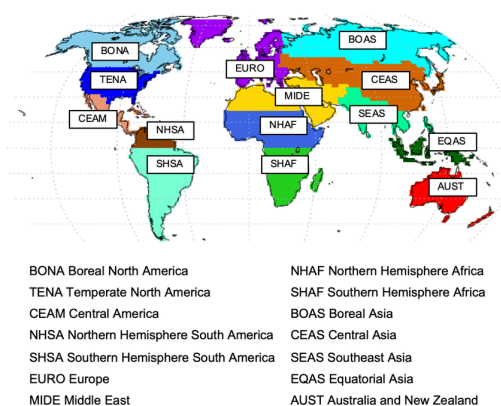 BONA
BOAS
EURO
TENA
CEAS
MIDE
CEAM
SEAS
NHSA
NHAF
EQAS
SHSA
SHAF
AUST
BONA Boreal North America
TENA Temperate North America
CEAM Central America
NHSA Northern Hemisphere South America
SHSA Southern Hemisphere South America
EURO Europe
MIDE Middle East
NHAF Northern Hemisphere Africa
SHAF Southern Hemisphere Africa
BOAS Boreal Asia
CEAS Central Asia
SEAS Southeast Asia
EQAS Equatorial Asia
AUST Australia and New Zealand